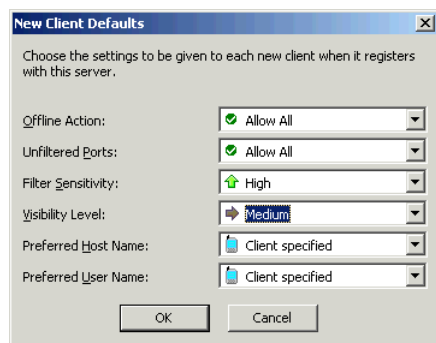 New Client Defaults
Choose the settings to be given to each new client when it registers
with this server.
Offline Action: Allow All
Unfiltered Ports: Allow All
Filter Sensitivity: High
Visibility Level: Medium
Preferred Host Name: Client specified
Preferred User Name: Client specified
OK Cancel